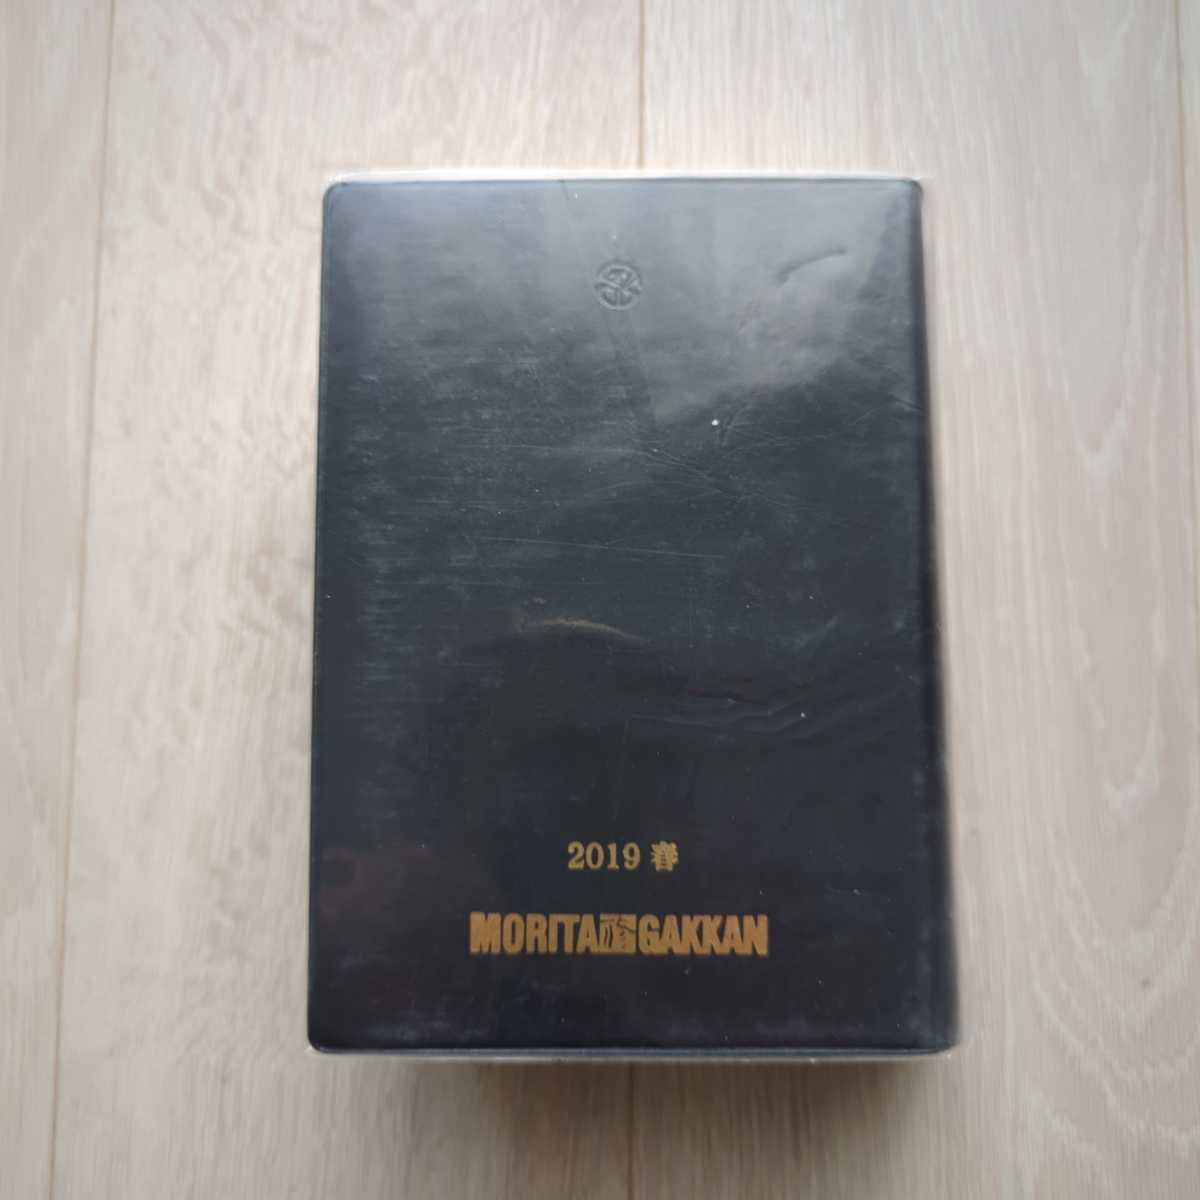 2019 春
MORITA GAKKAN